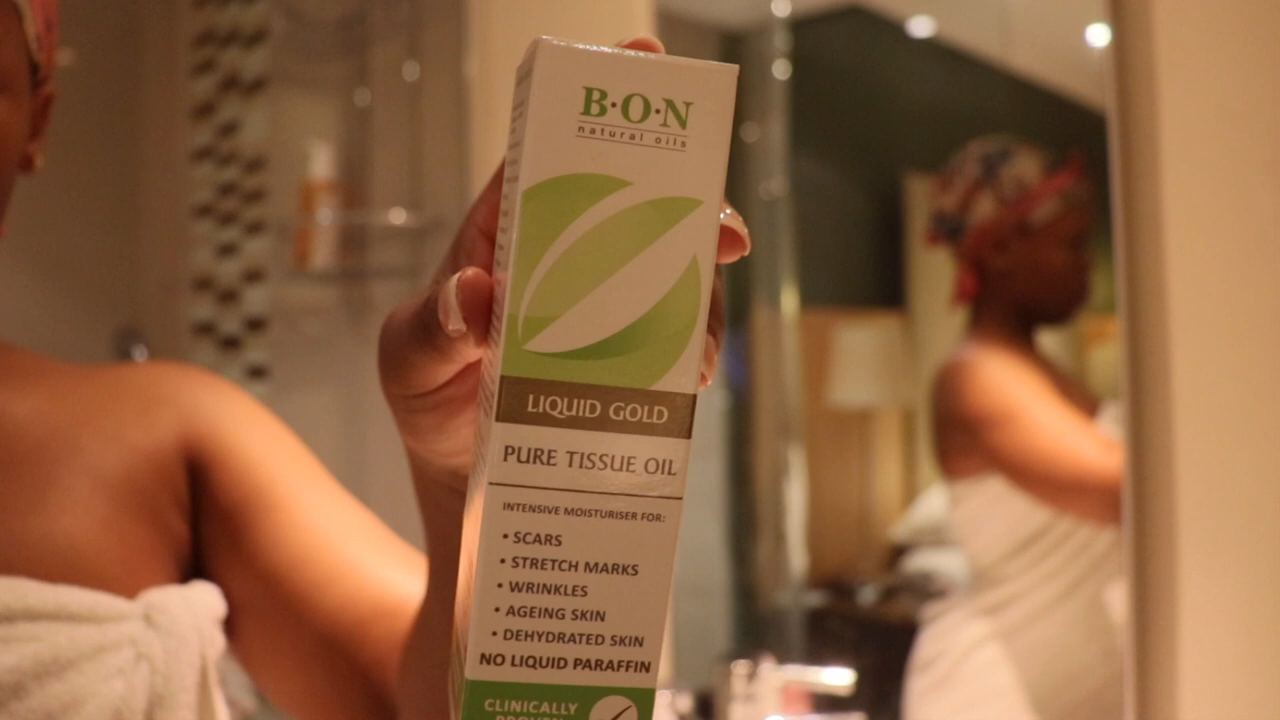 B·O·N
natural oils
LIQUID GOLD
PURE TISSUE OIL
INTENSIVE MOISTURISER FOR:
• SCARS
• STRETCH MARKS
• WRINKLES
• AGEING SKIN
• DEHYDRATED SKIN
NO LIQUID PARAFFIN
CLINICALLY
PROVEN